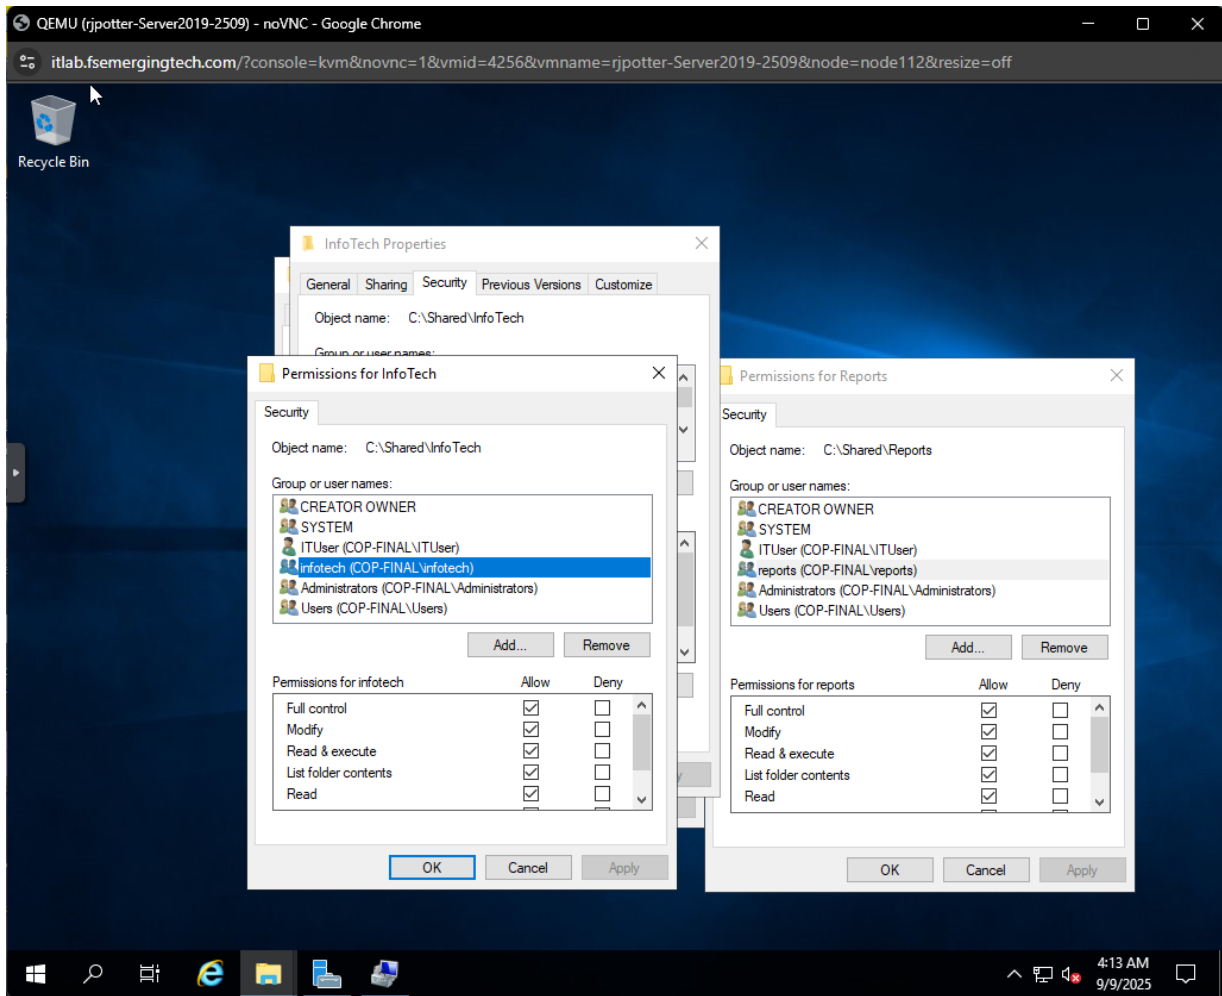 QEMU (rjpotter-Server2019-2509) - noVNC - Google Chrome
itlab.fsemergingtech.com/?console=kvm&novnc=1&vmid=4256&vmname=rjpotter-Server2019-2509&node=node112&resize=off
Recycle Bin
InfoTech Properties
General Sharing Security Previous Versions Customize
Object name: C:\Shared\InfoTech
Group or user names:
Permissions for InfoTech
Security
Object name: C:\Shared\InfoTech
Group or user names:
CREATOR OWNER
SYSTEM
ITUser (COP-FINAL\ITUser)
infotech (COP-FINAL\infotech)
Administrators (COP-FINAL\Administrators)
Users (COP-FINAL\Users)
Add... Remove
Permissions for infotech Allow Deny
Full control
Modify
Read & execute
List folder contents
Read
OK Cancel Apply
Permissions for Reports
Security
Object name: C:\Shared\Reports
Group or user names:
CREATOR OWNER
SYSTEM
ITUser (COP-FINAL\ITUser)
reports (COP-FINAL\reports)
Administrators (COP-FINAL\Administrators)
Users (COP-FINAL\Users)
Add... Remove
Permissions for reports Allow Deny
Full control
Modify
Read & execute
List folder contents
Read
OK Cancel Apply
4:13 AM
9/9/2025